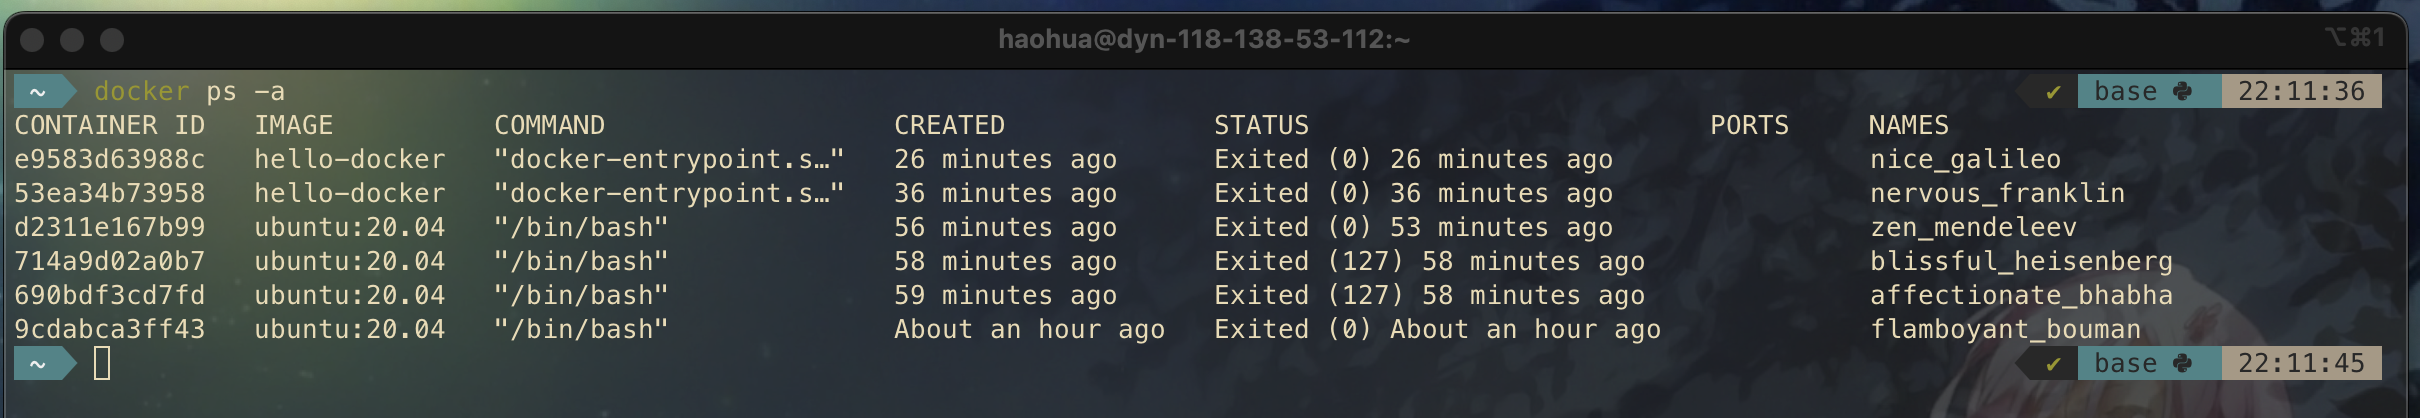 haohua@dyn-118-138-53-112:~ ⌥⌘1
~ docker ps -a ✔ base 22:11:36
CONTAINER ID IMAGE COMMAND CREATED STATUS PORTS NAMES
e9583d63988c hello-docker "docker-entrypoint.s…" 26 minutes ago Exited (0) 26 minutes ago nice_galileo
53ea34b73958 hello-docker "docker-entrypoint.s…" 36 minutes ago Exited (0) 36 minutes ago nervous_franklin
d2311e167b99 ubuntu:20.04 "/bin/bash" 56 minutes ago Exited (0) 53 minutes ago zen_mendeleev
714a9d02a0b7 ubuntu:20.04 "/bin/bash" 58 minutes ago Exited (127) 58 minutes ago blissful_heisenberg
690bdf3cd7fd ubuntu:20.04 "/bin/bash" 59 minutes ago Exited (127) 58 minutes ago affectionate_bhabha
9cdabca3ff43 ubuntu:20.04 "/bin/bash" About an hour ago Exited (0) About an hour ago flamboyant_bouman
~ ✔ base 22:11:45